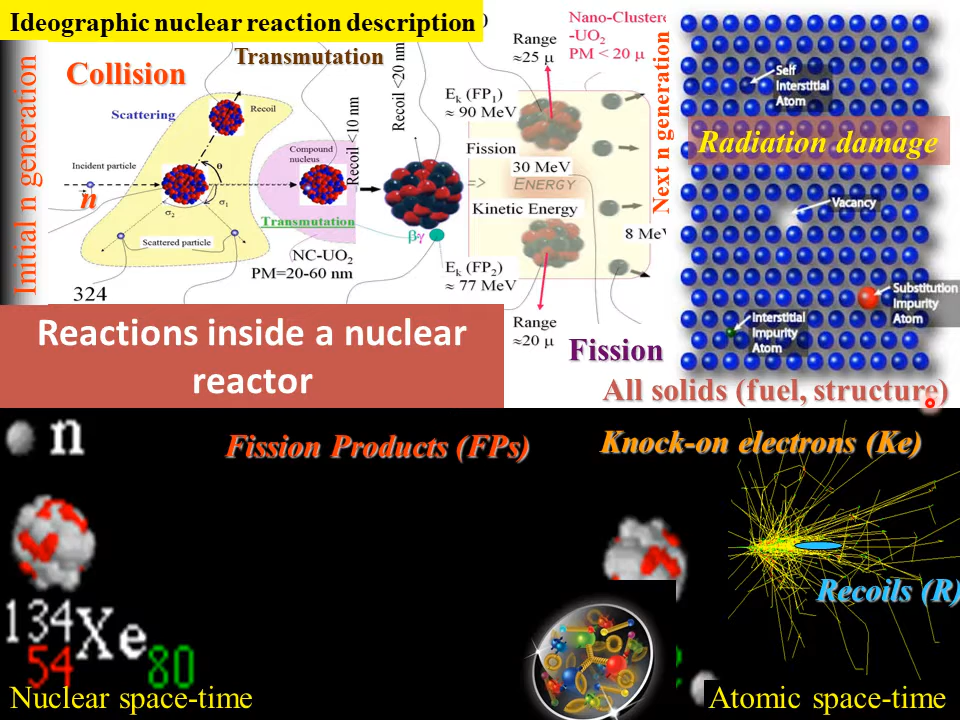 Ideographic nuclear reaction description
)
Initial n generation
Collision
Transmutation
Scattering
Recoil
Incident particle
n
θ
σ1
σ2
Scattered particle
324
Compound
nucleus
Transmutation
NC-UO2
PM=20-60 nm
Recoil <10 nm
Recoil <20 nm
βγ
Range
≈25 μ
Ek (FP1)
≈ 90 MeV
Fission
30 MeV
=> ENERGY
Kinetic Energy
8 MeV
Ek (FP2)
≈ 77 MeV
Range
≈20 μ
Nano-Cluster
-UO2
PM < 20 μ
Next n generation
Fission
Self
Interstitial
Atom
Radiation damage
Vacancy
Substitution
Impurity
Atom
Interstitial
Impurity
Atom
All solids (fuel, structure)
Reactions inside a nuclear
reactor
n
Fission Products (FPs)
Knock-on electrons (Ke)
Recoils (R)
134Xe
54 80
Nuclear space-time
Atomic space-time